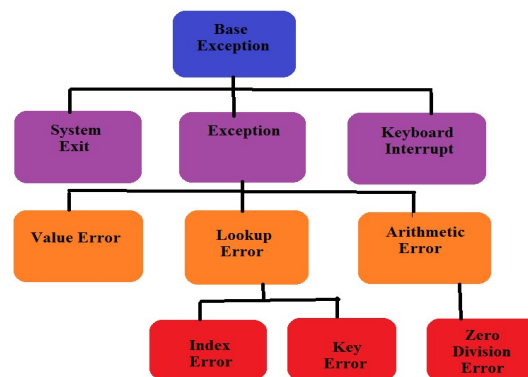 Base
Exception
System
Exit
Exception
Keyboard
Interrupt
Value Error
Lookup
Error
Arithmetic
Error
Index
Error
Key
Error
Zero
Division
Error